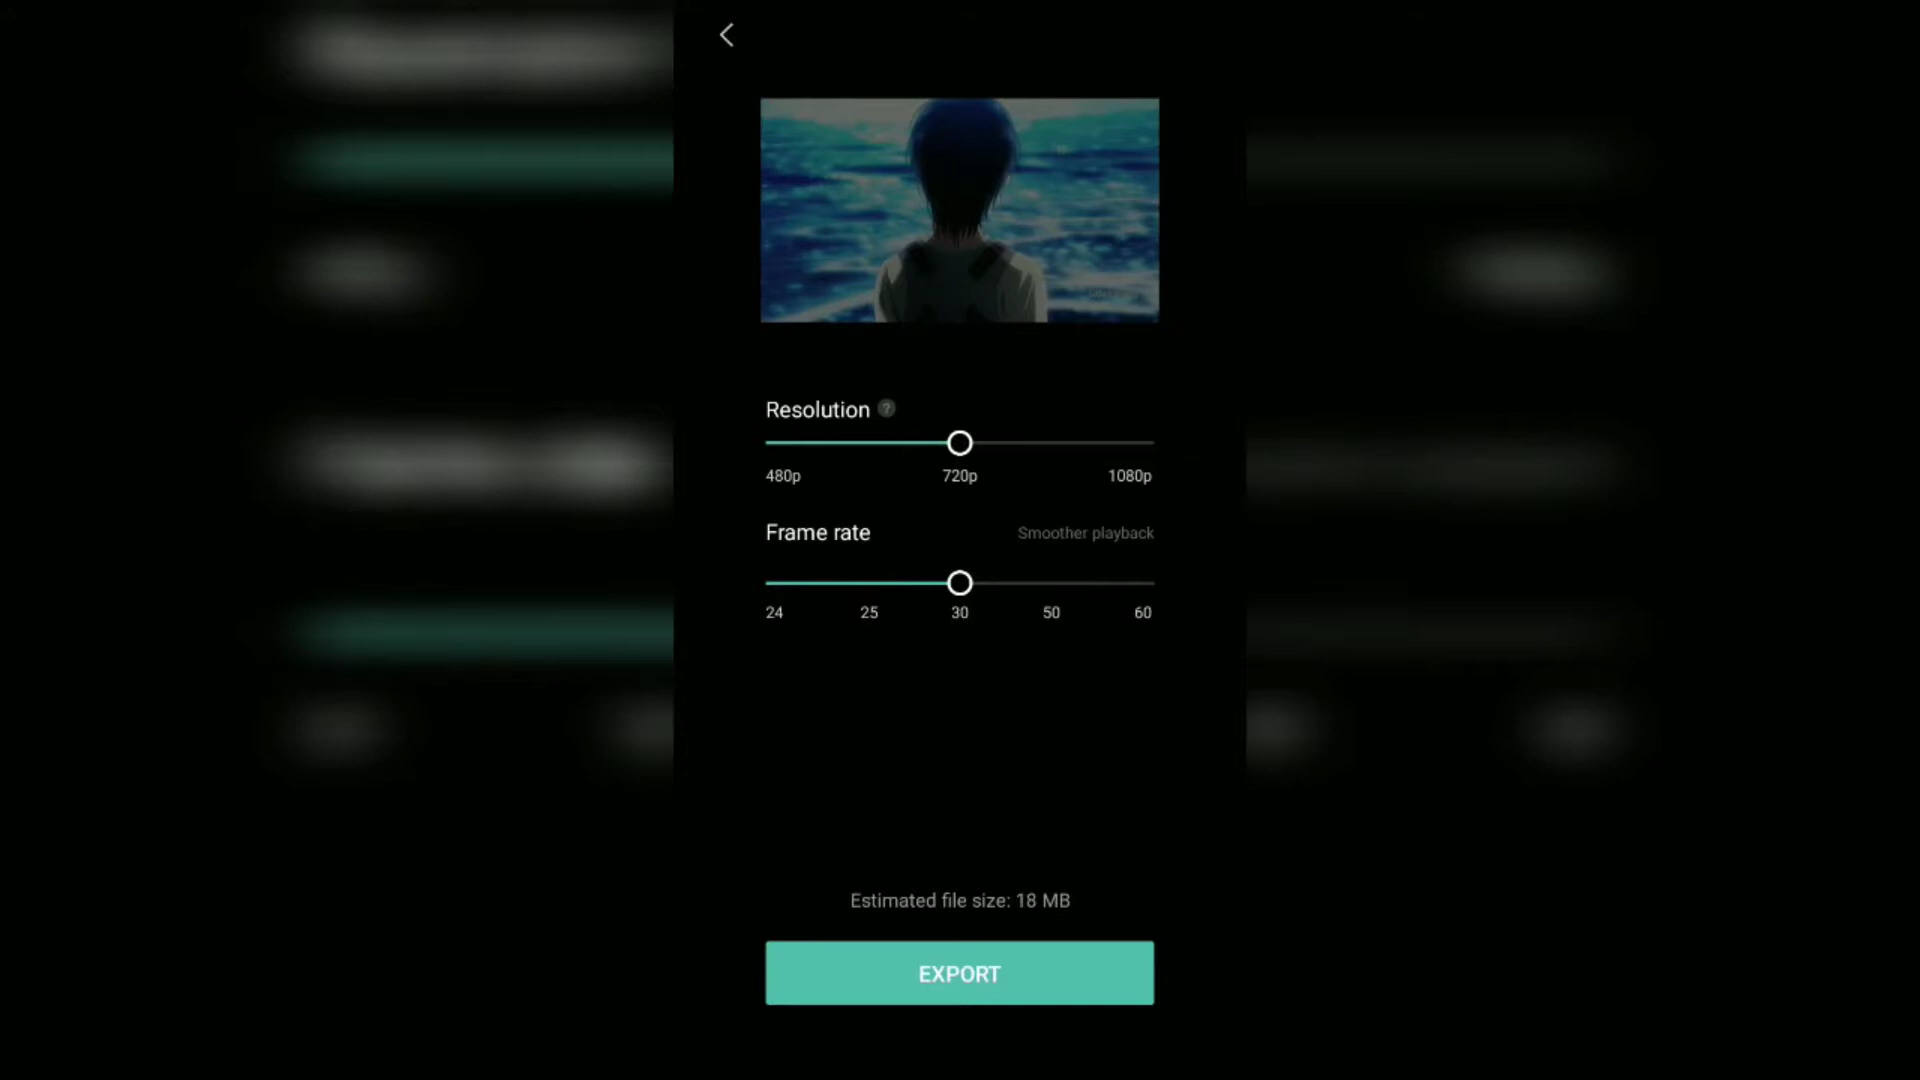 Resolution ?
480p 720p 1080p
Frame rate Smoother playback
24 25 30 50 60
Estimated file size: 18 MB
EXPORT